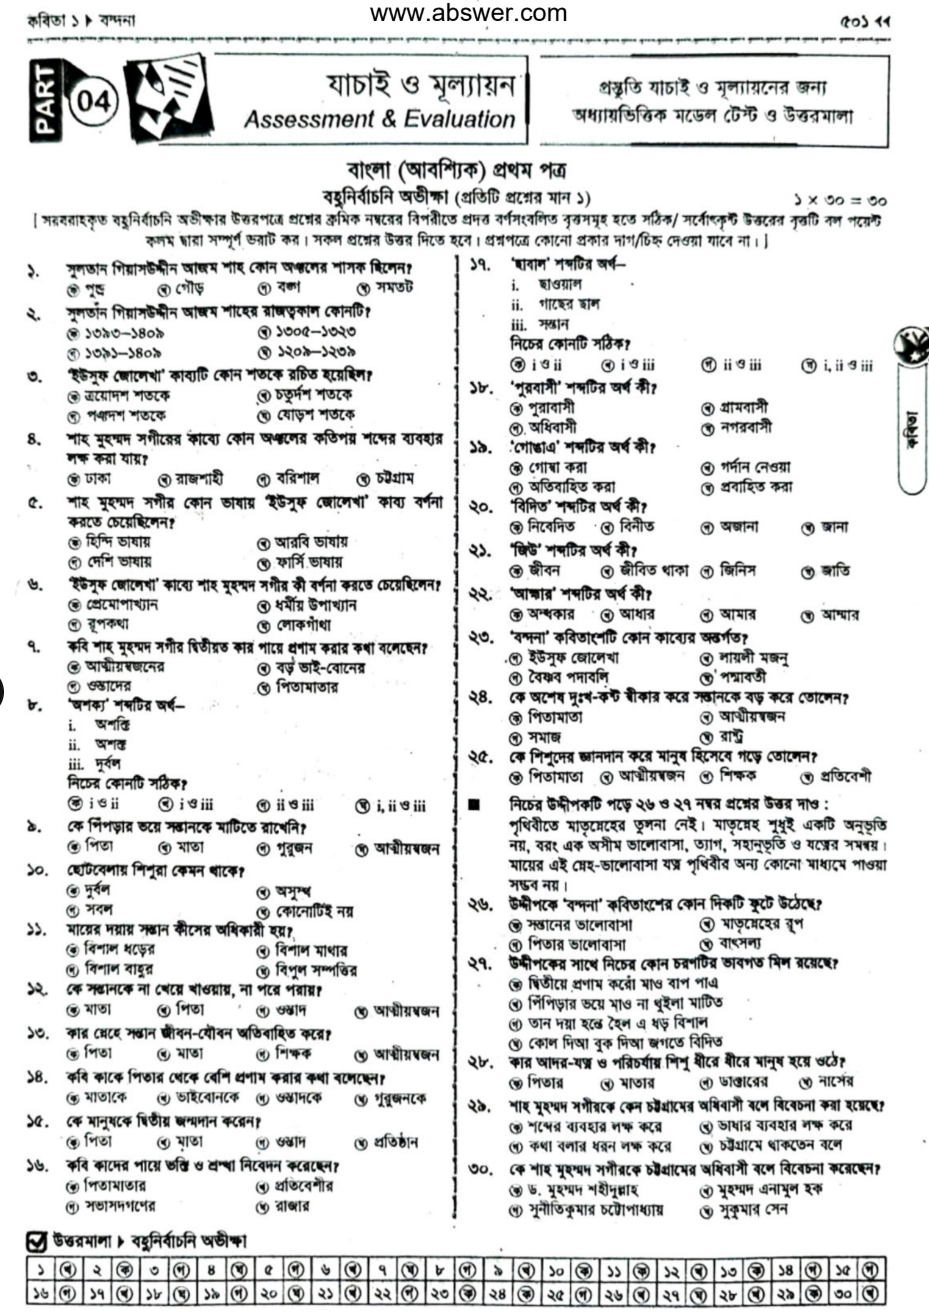 www.abswer.com
কবিতা ১ ▶ বন্দনা
৫০১ ◀◀
PART 04
যাচাই ও মূল্যায়ন
Assessment & Evaluation
প্রস্তুতি যাচাই ও মূল্যায়নের জন্য
অধ্যায়ভিত্তিক মডেল টেস্ট ও উত্তরমালা
বাংলা (আবশ্যিক) প্রথম পত্র
বহুনির্বাচনি অভীক্ষা (প্রতিটি প্রশ্নের মান ১)
১ × ৩০ = ৩০
[ সরবরাহকৃত বহুনির্বাচনি অভীক্ষার উত্তরপত্রে প্রশ্নের ক্রমিক নম্বরের বিপরীতে প্রদত্ত বর্ণসংবলিত বৃত্তসমূহ হতে সঠিক/ সর্বোৎকৃষ্ট উত্তরের বৃত্তটি বল পয়েন্ট
কলম দ্বারা সম্পূর্ণ ভরাট কর। সকল প্রশ্নের উত্তর দিতে হবে। প্রশ্নপত্রে কোনো প্রকার দাগ/চিহ্ন দেওয়া যাবে না। ]
১. সুলতান গিয়াসউদ্দীন আজম শাহ কোন অঞ্চলের শাসক ছিলেন?
ক পুন্ড্র খ গৌড় গ বঙ্গ ঘ সমতট
২. সুলতান গিয়াসউদ্দীন আজম শাহের রাজত্বকাল কোনটি?
ক ১৩৯৩–১৪০৯ খ ১৩০৫–১৩২৩
গ ১৩৯১–১৪০৯ ঘ ১২০৯–১২৩৯
৩. 'ইউসুফ জোলেখা' কাব্যটি কোন শতকে রচিত হয়েছিল?
ক ত্রয়োদশ শতকে খ চতুর্দশ শতকে
গ পঞ্চদশ শতকে ঘ ষোড়শ শতকে
৪. শাহ মুহম্মদ সগীরের কাব্যে কোন অঞ্চলের কতিপয় শব্দের ব্যবহার
লক্ষ করা যায়?
ক ঢাকা খ রাজশাহী গ বরিশাল ঘ চট্টগ্রাম
৫. শাহ মুহম্মদ সগীর কোন ভাষায় 'ইউসুফ জোলেখা' কাব্য বর্ণনা
করতে চেয়েছিলেন?
ক হিন্দি ভাষায় খ আরবি ভাষায়
গ দেশি ভাষায় ঘ ফার্সি ভাষায়
৬. 'ইউসুফ জোলেখা' কাব্যে শাহ মুহম্মদ সগীর কী বর্ণনা করতে চেয়েছিলেন?
ক প্রেমোপাখ্যান খ ধর্মীয় উপাখ্যান
গ রূপকথা ঘ লোকগাঁথা
৭. কবি শাহ মুহম্মদ সগীর দ্বিতীয়ত কার পায়ে প্রণাম করার কথা বলেছেন?
ক আত্মীয়স্বজনের খ বড় ভাই-বোনের
গ ওস্তাদের ঘ পিতামাতার
৮. 'অশক্য' শব্দটির অর্থ–
i. অশক্তি
ii. অশক্ত
iii. দুর্বল
নিচের কোনটি সঠিক?
ক i ও ii খ i ও iii গ ii ও iii ঘ i, ii ও iii
৯. কে পিঁপড়ার ভয়ে সন্তানকে মাটিতে রাখেনি?
ক পিতা খ মাতা গ গুরুজন ঘ আত্মীয়স্বজন
১০. ছোটবেলায় শিশুরা কেমন থাকে?
ক দুর্বল খ অসুস্থ
গ সবল ঘ কোনোটিই নয়
১১. মায়ের দয়ায় সন্তান কীসের অধিকারী হয়?
ক বিশাল ধড়ের খ বিশাল মাথার
গ বিশাল বাহুর ঘ বিপুল সম্পত্তির
১২. কে সন্তানকে না খেয়ে খাওয়ায়, না পরে পরায়?
ক মাতা খ পিতা গ ওস্তাদ ঘ আত্মীয়স্বজন
১৩. কার স্নেহে সন্তান জীবন-যৌবন অতিবাহিত করে?
ক পিতা খ মাতা গ শিক্ষক ঘ আত্মীয়স্বজন
১৪. কবি কাকে পিতার থেকে বেশি প্রণাম করার কথা বলেছেন?
ক মাতাকে খ ভাইবোনকে গ ওস্তাদকে ঘ গুরুজনকে
১৫. কে মানুষকে দ্বিতীয় জন্মদান করেন?
ক পিতা খ মাতা গ ওস্তাদ ঘ প্রতিষ্ঠান
১৬. কবি কাদের পায়ে ভক্তি ও শ্রদ্ধা নিবেদন করেছেন?
ক পিতামাতার খ প্রতিবেশীর
গ সভাসদগণের ঘ রাজার
১৭. 'ছাবাল' শব্দটির অর্থ–
i. ছাওয়াল
ii. গাছের ছাল
iii. সন্তান
নিচের কোনটি সঠিক?
ক i ও ii খ i ও iii গ ii ও iii ঘ i, ii ও iii
১৮. 'পুরবাসী' শব্দটির অর্থ কী?
ক পুরাবাসী খ গ্রামবাসী
গ অধিবাসী ঘ নগরবাসী
১৯. 'গোঙাএ' শব্দটির অর্থ কী?
ক গোস্বা করা খ গর্দান নেওয়া
গ অতিবাহিত করা ঘ প্রবাহিত করা
২০. 'বিদিত' শব্দটির অর্থ কী?
ক নিবেদিত খ বিনীত গ অজানা ঘ জানা
২১. 'জিউ' শব্দটির অর্থ কী?
ক জীবন খ জীবিত থাকা গ জিনিস ঘ জাতি
২২. 'আক্ষার' শব্দটির অর্থ কী?
ক অন্ধকার খ আধার গ আমার ঘ আম্মার
২৩. 'বন্দনা' কবিতাংশটি কোন কাব্যের অন্তর্গত?
ক ইউসুফ জোলেখা খ লায়লী মজনু
গ বৈষ্ণব পদাবলি ঘ পদ্মাবতী
২৪. কে অশেষ দুঃখ-কষ্ট স্বীকার করে সন্তানকে বড় করে তোলেন?
ক পিতামাতা খ আত্মীয়স্বজন
গ সমাজ ঘ রাষ্ট্র
২৫. কে শিশুদের জ্ঞানদান করে মানুষ হিসেবে গড়ে তোলেন?
ক পিতামাতা খ আত্মীয়স্বজন গ শিক্ষক ঘ প্রতিবেশী
■ নিচের উদ্দীপকটি পড়ে ২৬ ও ২৭ নম্বর প্রশ্নের উত্তর দাও :
পৃথিবীতে মাতৃস্নেহের তুলনা নেই। মাতৃস্নেহ শুধুই একটি অনুভূতি
নয়, বরং এক অসীম ভালোবাসা, ত্যাগ, সহানুভূতি ও যত্নের সমন্বয়।
মায়ের এই স্নেহ-ভালোবাসা যত্ন পৃথিবীর অন্য কোনো মাধ্যমে পাওয়া
সম্ভব নয়।
২৬. উদ্দীপকে 'বন্দনা' কবিতাংশের কোন দিকটি ফুটে উঠেছে?
ক সন্তানের ভালোবাসা খ মাতৃস্নেহের রূপ
গ পিতার ভালোবাসা ঘ বাৎসল্য
২৭. উদ্দীপকের সাথে নিচের কোন চরণটির ভাবগত মিল রয়েছে?
ক দ্বিতীয়ে প্রণাম করোঁ মাও বাপ পাএ
খ পিঁপিড়ার ভয়ে মাও না থুইলা মাটিত
গ তান দয়া হন্তে হৈল এ ধড় বিশাল
ঘ কোল দিআ বুক দিআ জগতে বিদিত
২৮. কার আদর-যত্ন ও পরিচর্যায় শিশু ধীরে ধীরে মানুষ হয়ে ওঠে?
ক পিতার খ মাতার গ ডাক্তারের ঘ নার্সের
২৯. শাহ মুহম্মদ সগীরকে কেন চট্টগ্রামের অধিবাসী বলে বিবেচনা করা হয়েছে?
ক শব্দের ব্যবহার লক্ষ করে খ ভাষার ব্যবহার লক্ষ করে
গ কথা বলার ধরন লক্ষ করে ঘ চট্টগ্রামে থাকতেন বলে
৩০. কে শাহ মুহম্মদ সগীরকে চট্টগ্রামের অধিবাসী বলে বিবেচনা করেছেন?
ক ড. মুহম্মদ শহীদুল্লাহ খ মুহম্মদ এনামুল হক
গ সুনীতিকুমার চট্টোপাধ্যায় ঘ সুকুমার সেন
কবিতা
উত্তরমালা ▶ বহুনির্বাচনি অভীক্ষা
১ ২ ৩ ৪ ৫ ৬ ৭ ৮ ৯ ১০ ১১ ১২ ১৩ ১৪ ১৫
১৬ ১৭ ১৮ ১৯ ২০ ২১ ২২ ২৩ ২৪ ২৫ ২৬ ২৭ ২৮ ২৯ ৩০